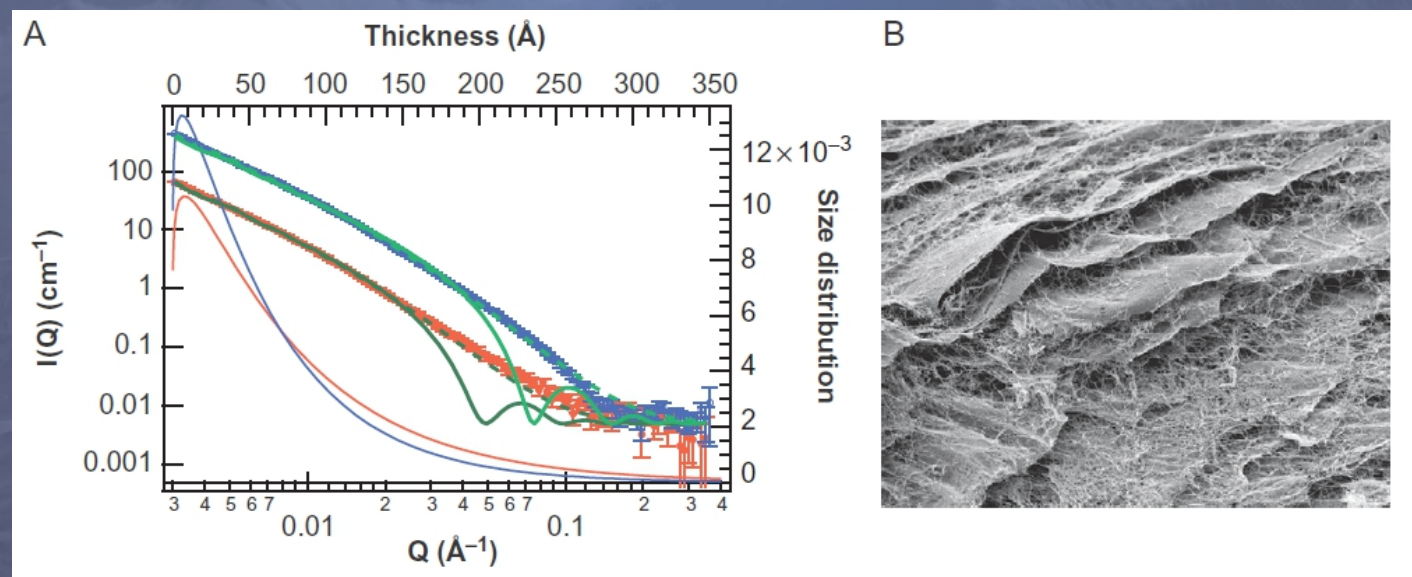 A
B
Thickness (Å)
0 50 100 150 200 250 300 350
100
10
1
0.1
0.01
0.001
I(Q) (cm⁻¹)
12×10⁻³
10
8
6
4
2
0
Size distribution
3 4 5 6 7 2 3 4 5 6 7 2 3 4
0.01 0.1
Q (Å⁻¹)